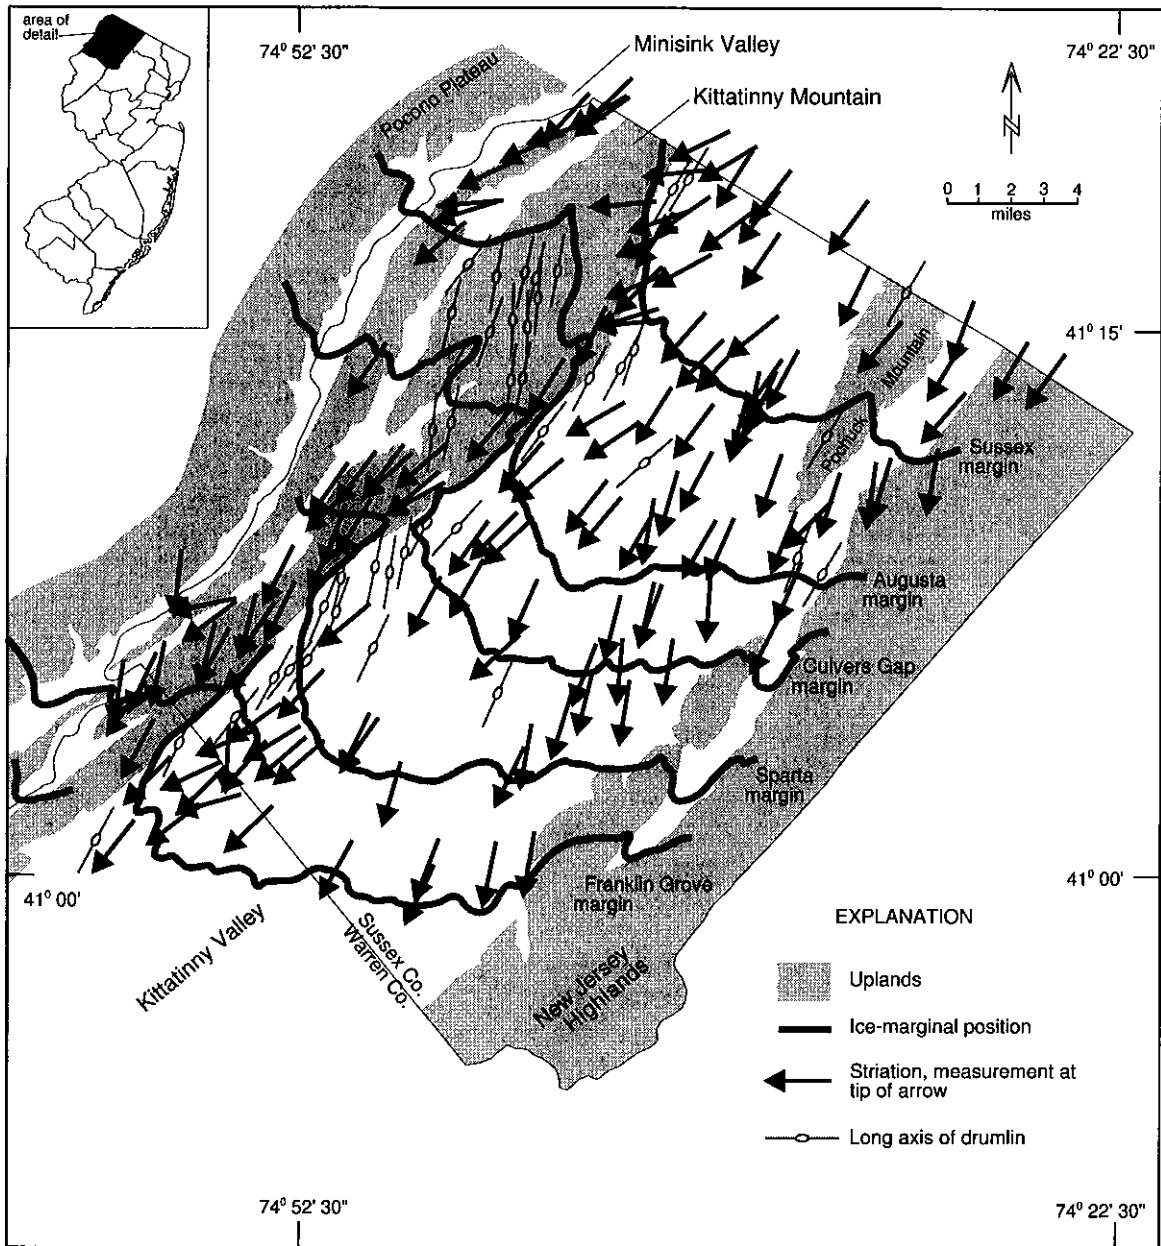 area of
detail
74° 52' 30"
Minisink Valley
74° 22' 30"
Kittatinny Mountain
Pocono Plateau
N
0 1 2 3 4
miles
41° 15'
Pochuck Mountain
Sussex
margin
Augusta
margin
Culvers Gap
margin
Sparta
margin
Franklin Grove
margin
41° 00'
41° 00'
Kittatinny Valley
Sussex Co.
Warren Co.
New Jersey
Highlands
EXPLANATION
Uplands
Ice-marginal position
Striation, measurement at
tip of arrow
Long axis of drumlin
74° 52' 30"
74° 22' 30"